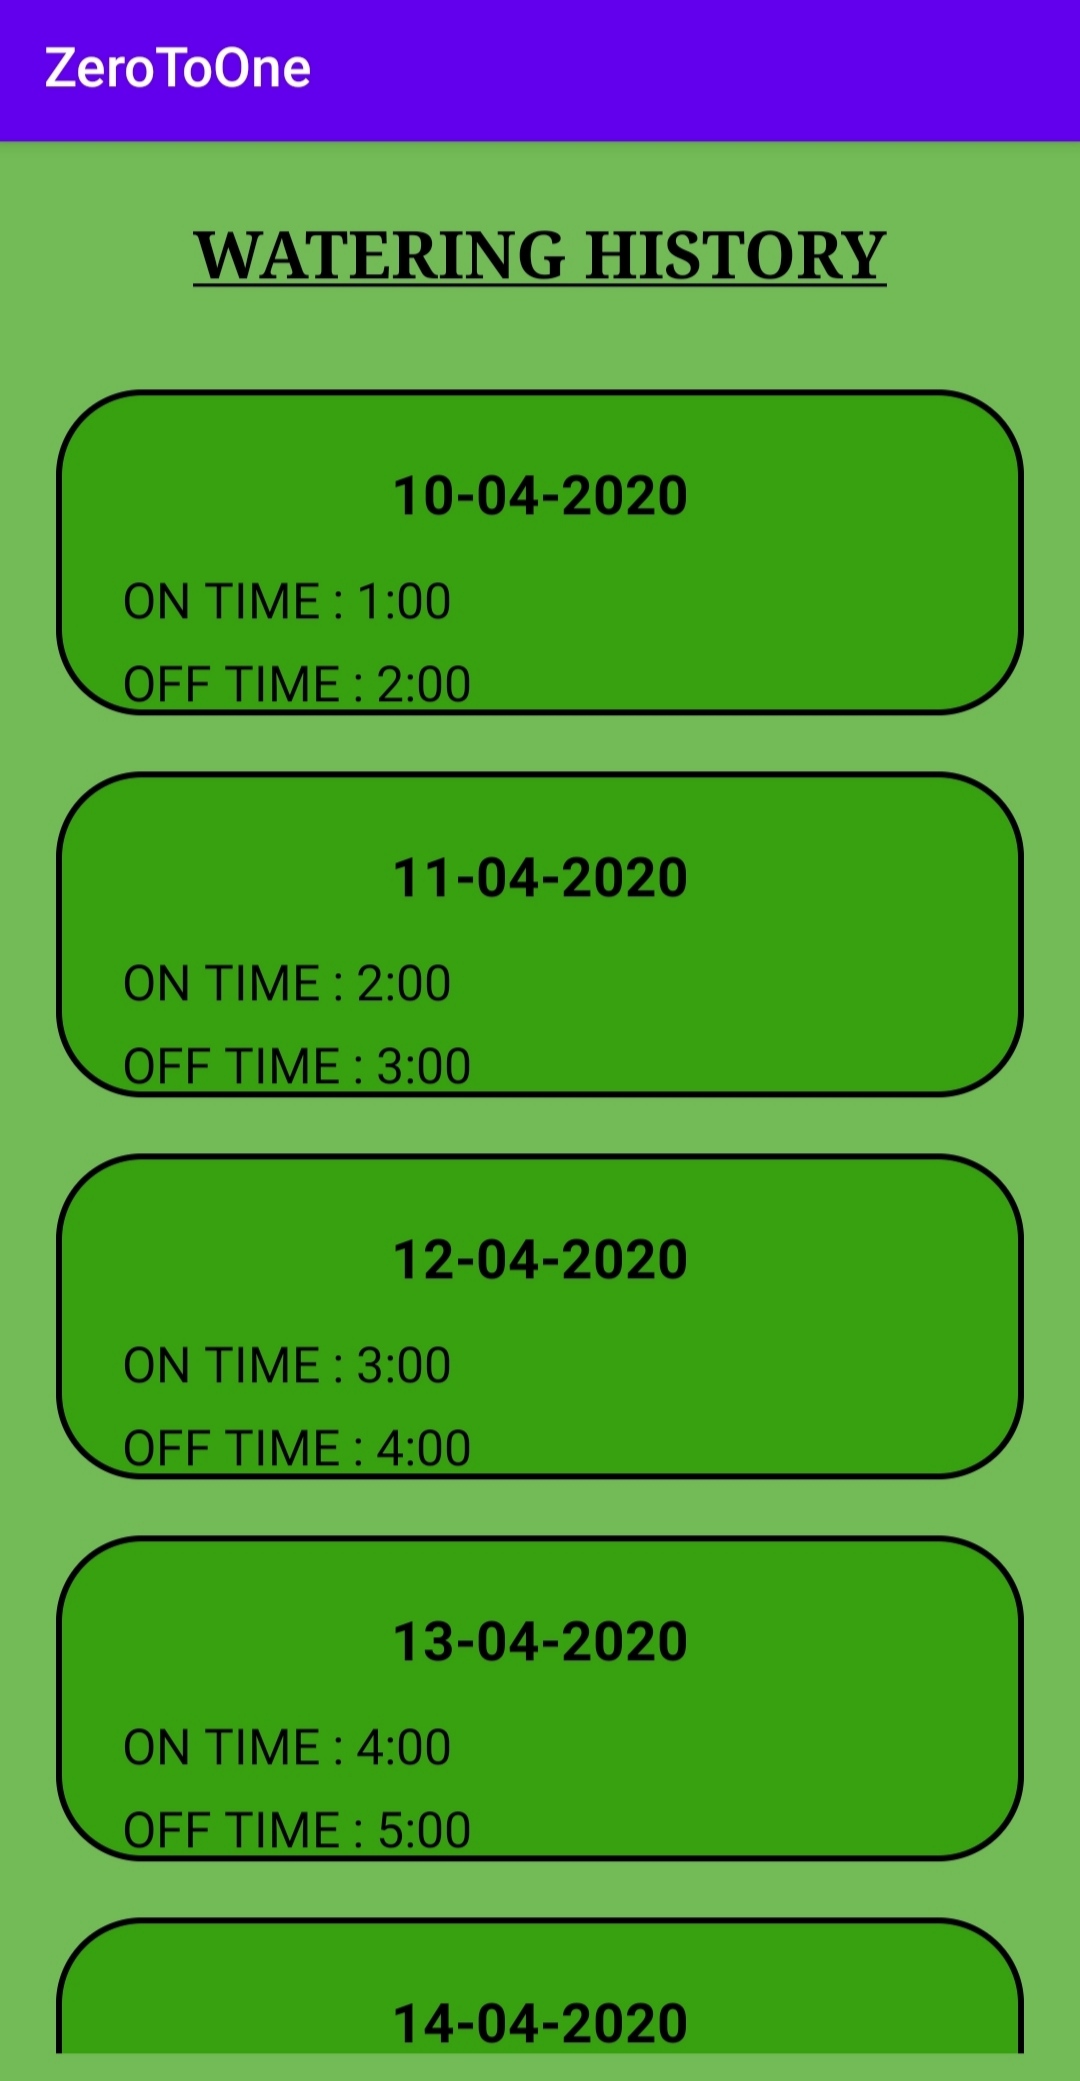 ZeroToOne
WATERING HISTORY
10-04-2020
ON TIME : 1:00
OFF TIME : 2:00
11-04-2020
ON TIME : 2:00
OFF TIME : 3:00
12-04-2020
ON TIME : 3:00
OFF TIME : 4:00
13-04-2020
ON TIME : 4:00
OFF TIME : 5:00
14-04-2020